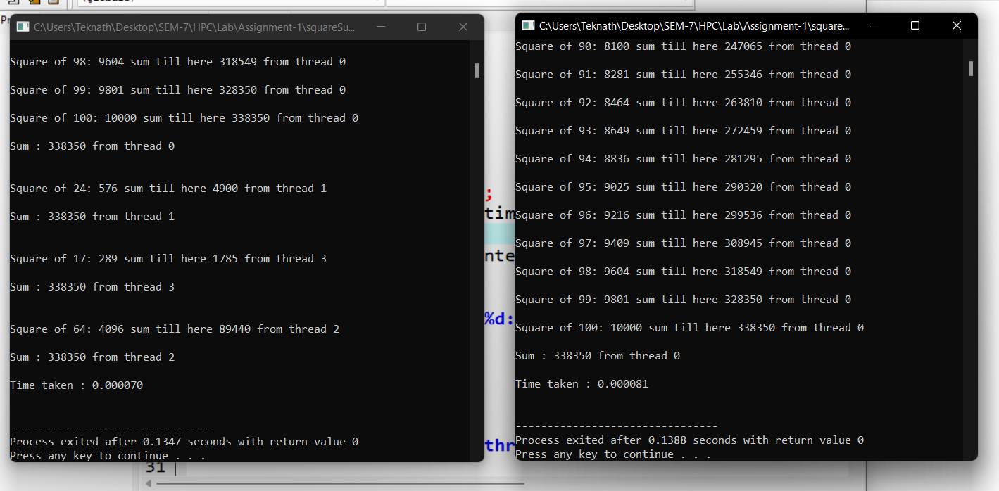 (globals)
C:\Users\Teknath\Desktop\SEM-7\HPC\Lab\Assignment-1\squareSu...
Square of 98: 9604 sum till here 318549 from thread 0
Square of 99: 9801 sum till here 328350 from thread 0
Square of 100: 10000 sum till here 338350 from thread 0
Sum : 338350 from thread 0
Square of 24: 576 sum till here 4900 from thread 1
Sum : 338350 from thread 1
Square of 17: 289 sum till here 1785 from thread 3
Sum : 338350 from thread 3
Square of 64: 4096 sum till here 89440 from thread 2
Sum : 338350 from thread 2
Time taken : 0.000070
--------------------------------
Process exited after 0.1347 seconds with return value 0
Press any key to continue . . .
31
;
tim
nte
%d:
thr
C:\Users\Teknath\Desktop\SEM-7\HPC\Lab\Assignment-1\square...
Square of 90: 8100 sum till here 247065 from thread 0
Square of 91: 8281 sum till here 255346 from thread 0
Square of 92: 8464 sum till here 263810 from thread 0
Square of 93: 8649 sum till here 272459 from thread 0
Square of 94: 8836 sum till here 281295 from thread 0
Square of 95: 9025 sum till here 290320 from thread 0
Square of 96: 9216 sum till here 299536 from thread 0
Square of 97: 9409 sum till here 308945 from thread 0
Square of 98: 9604 sum till here 318549 from thread 0
Square of 99: 9801 sum till here 328350 from thread 0
Square of 100: 10000 sum till here 338350 from thread 0
Sum : 338350 from thread 0
Time taken : 0.000081
--------------------------------
Process exited after 0.1388 seconds with return value 0
Press any key to continue . . .